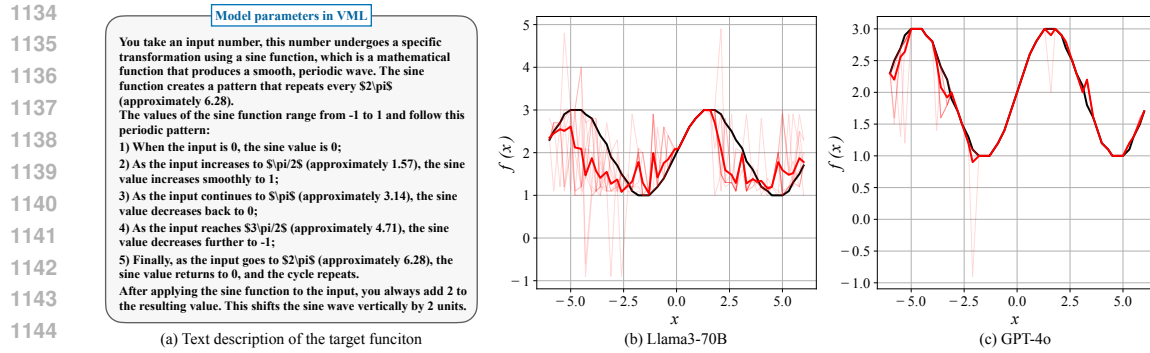 1134
1135
1136
1137
1138
1139
1140
1141
1142
1143
1144
Model parameters in VML
You take an input number, this number undergoes a specific
transformation using a sine function, which is a mathematical
function that produces a smooth, periodic wave. The sine
function creates a pattern that repeats every $2\pi$
(approximately 6.28).
The values of the sine function range from -1 to 1 and follow this
periodic pattern:
1) When the input is 0, the sine value is 0;
2) As the input increases to $\pi/2$ (approximately 1.57), the sine
value increases smoothly to 1;
3) As the input continues to $\pi$ (approximately 3.14), the sine
value decreases back to 0;
4) As the input reaches $3\pi/2$ (approximately 4.71), the sine
value decreases further to -1;
5) Finally, as the input goes to $2\pi$ (approximately 6.28), the
sine value returns to 0, and the cycle repeats.
After applying the sine function to the input, you always add 2 to
the resulting value. This shifts the sine wave vertically by 2 units.
(a) Text description of the target funciton
f (x)
5
4
3
2
1
0
−1
−5.0 −2.5 0.0 2.5 5.0
x
(b) Llama3-70B
f (x)
3.0
2.5
2.0
1.5
1.0
0.5
0.0
−0.5
−1.0
−5.0 −2.5 0.0 2.5 5.0
x
(c) GPT-4o